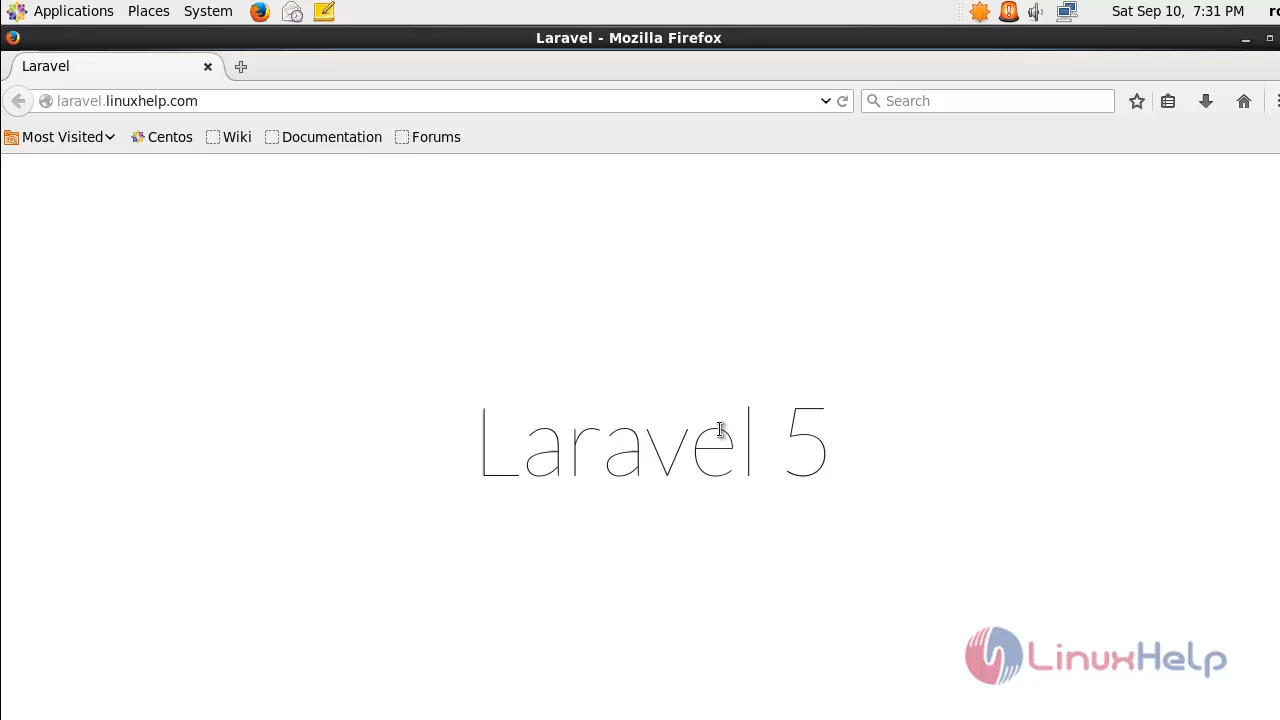 Applications Places System Sat Sep 10, 7:31 PM
Laravel - Mozilla Firefox
Laravel
laravel.linuxhelp.com Search
Most Visited Centos Wiki Documentation Forums
Laravel 5
LinuxHelp